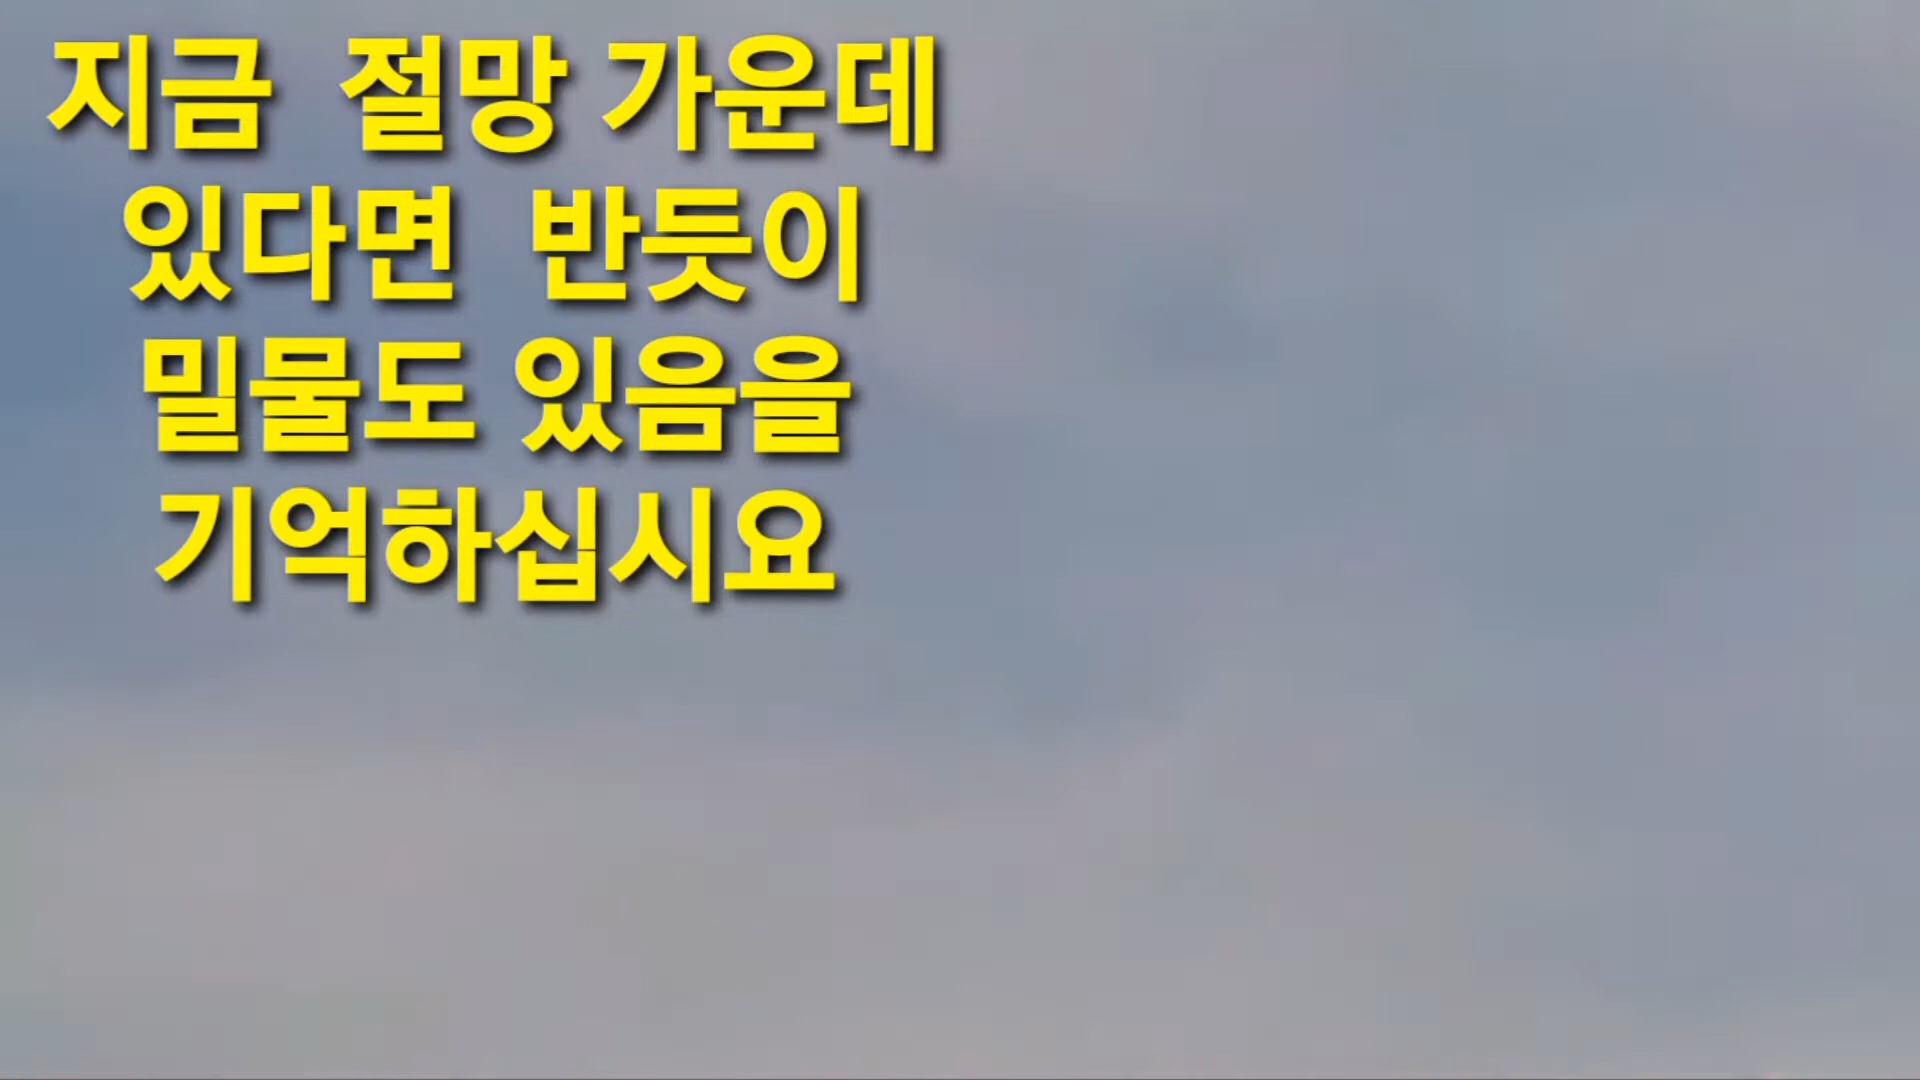 지금 절망 가운데
있다면 반듯이
밀물도 있음을
기억하십시요